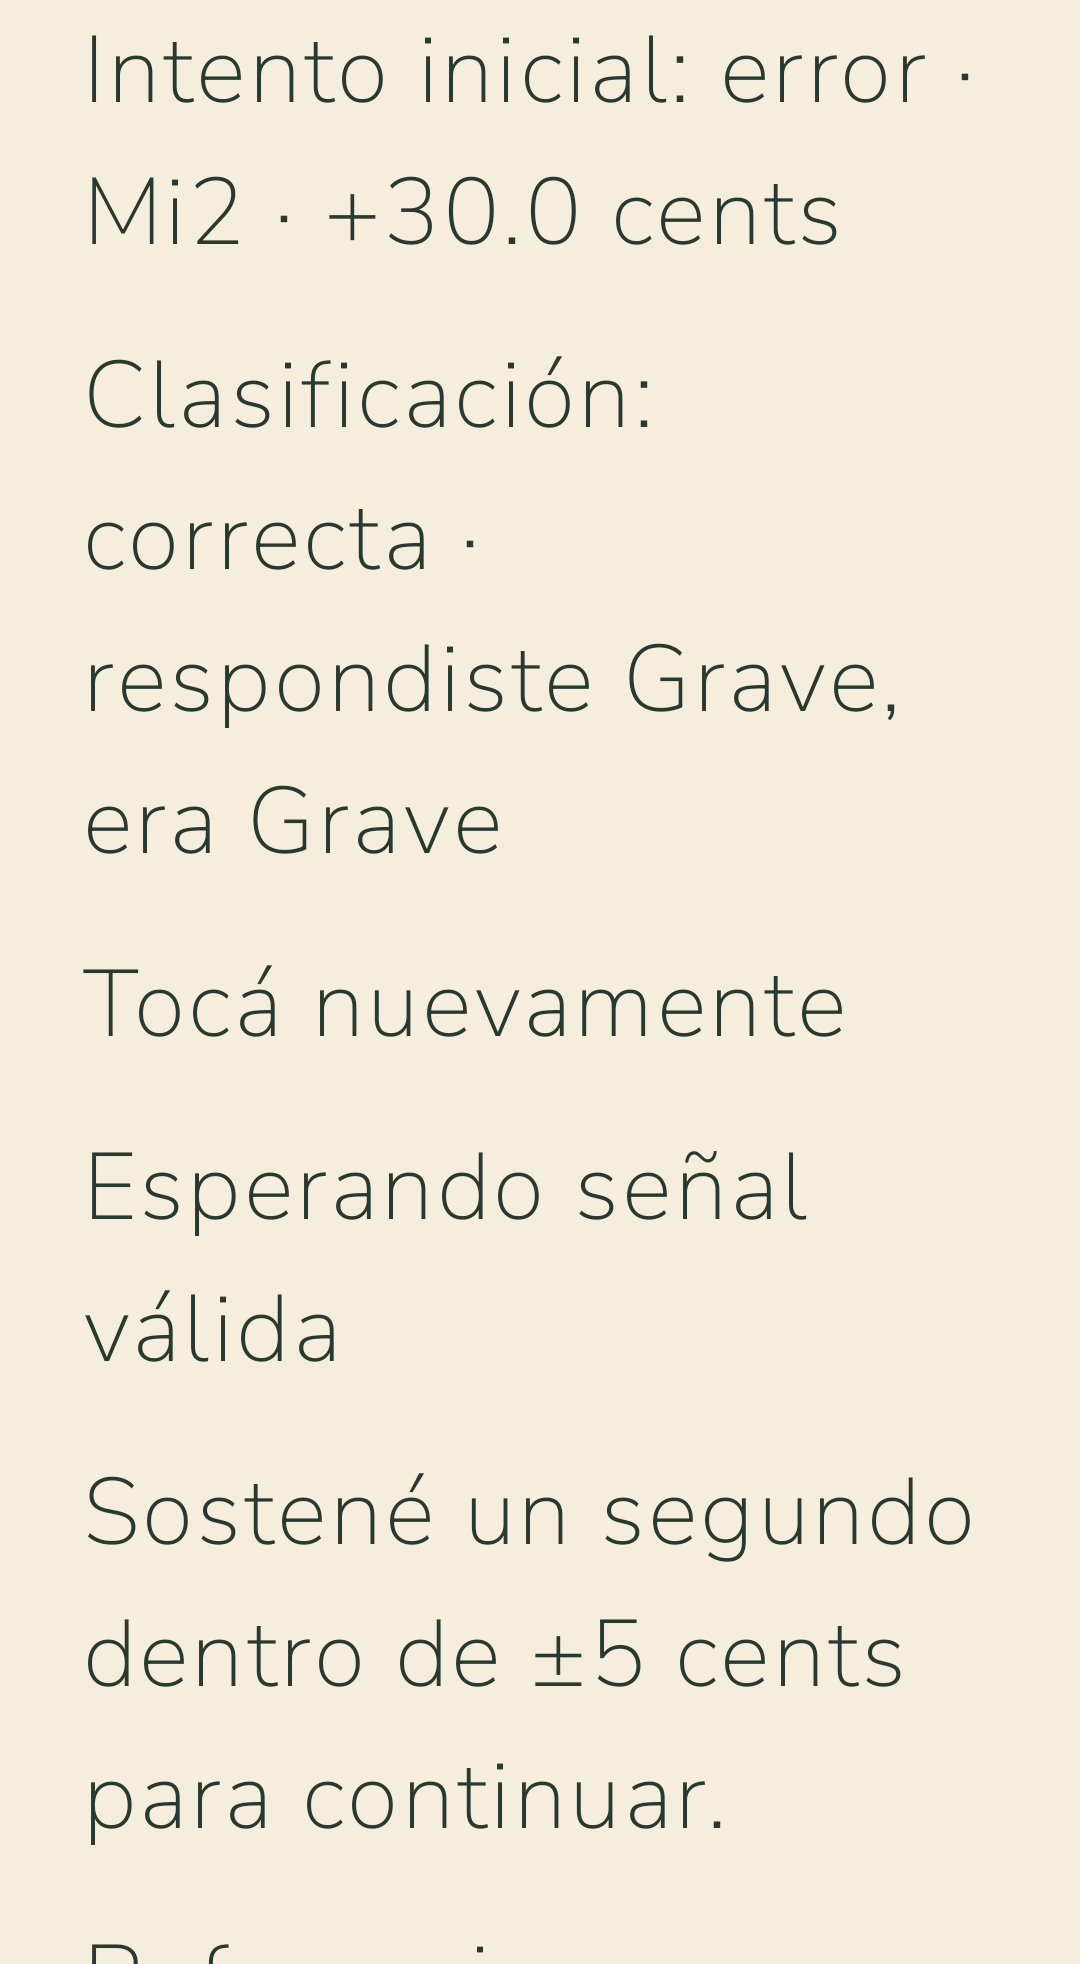 Intento inicial: error ·
Mi2 · +30.0 cents
Clasificación:
correcta ·
respondiste Grave,
era Grave
Tocá nuevamente
Esperando señal
válida
Sostené un segundo
dentro de ±5 cents
para continuar.